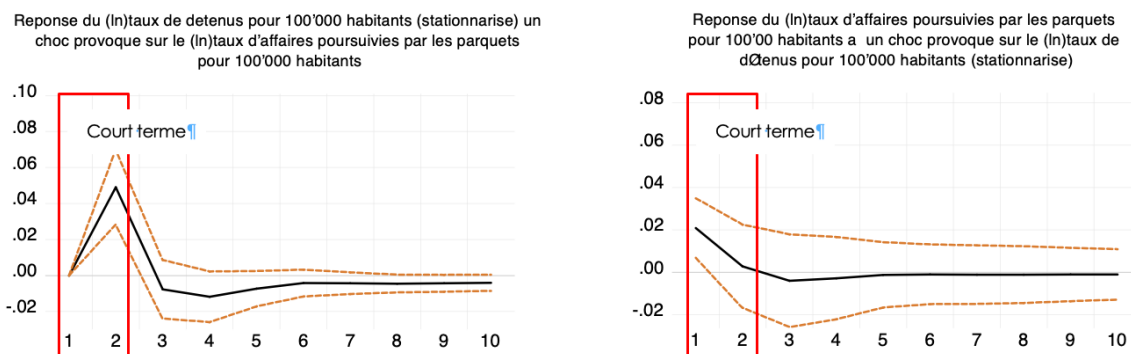 Reponse du (ln)taux de detenus pour 100'000 habitants (stationnarise) un
choc provoque sur le (ln)taux d'affaires poursuivies par les parquets
pour 100'000 habitants
.10
.08
.06
.04
.02
.00
-.02
Court terme¶
1 2 3 4 5 6 7 8 9 10
Reponse du (ln)taux d'affaires poursuivies par les parquets
pour 100'00 habitants a un choc provoque sur le (ln)taux de
dØtenus pour 100'000 habitants (stationnarise)
.08
.06
.04
.02
.00
-.02
Court terme¶
1 2 3 4 5 6 7 8 9 10